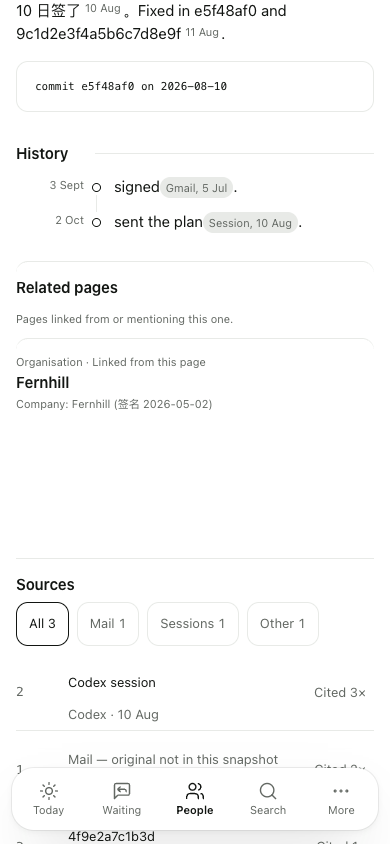 10 日签了 10 Aug 。Fixed in e5f48af0 and
9c1d2e3f4a5b6c7d8e9f 11 Aug .
commit e5f48af0 on 2026-08-10
History
3 Sept signed Gmail, 5 Jul .
2 Oct sent the plan Session, 10 Aug .
Related pages
Pages linked from or mentioning this one.
Organisation · Linked from this page
Fernhill
Company: Fernhill (签名 2026-05-02)
Sources
All 3 Mail 1 Sessions 1 Other 1
2 Codex session Cited 3×
Codex · 10 Aug
1 Mail — original not in this snapshot
Today Waiting People Search More
4f9e2a7c1b3d